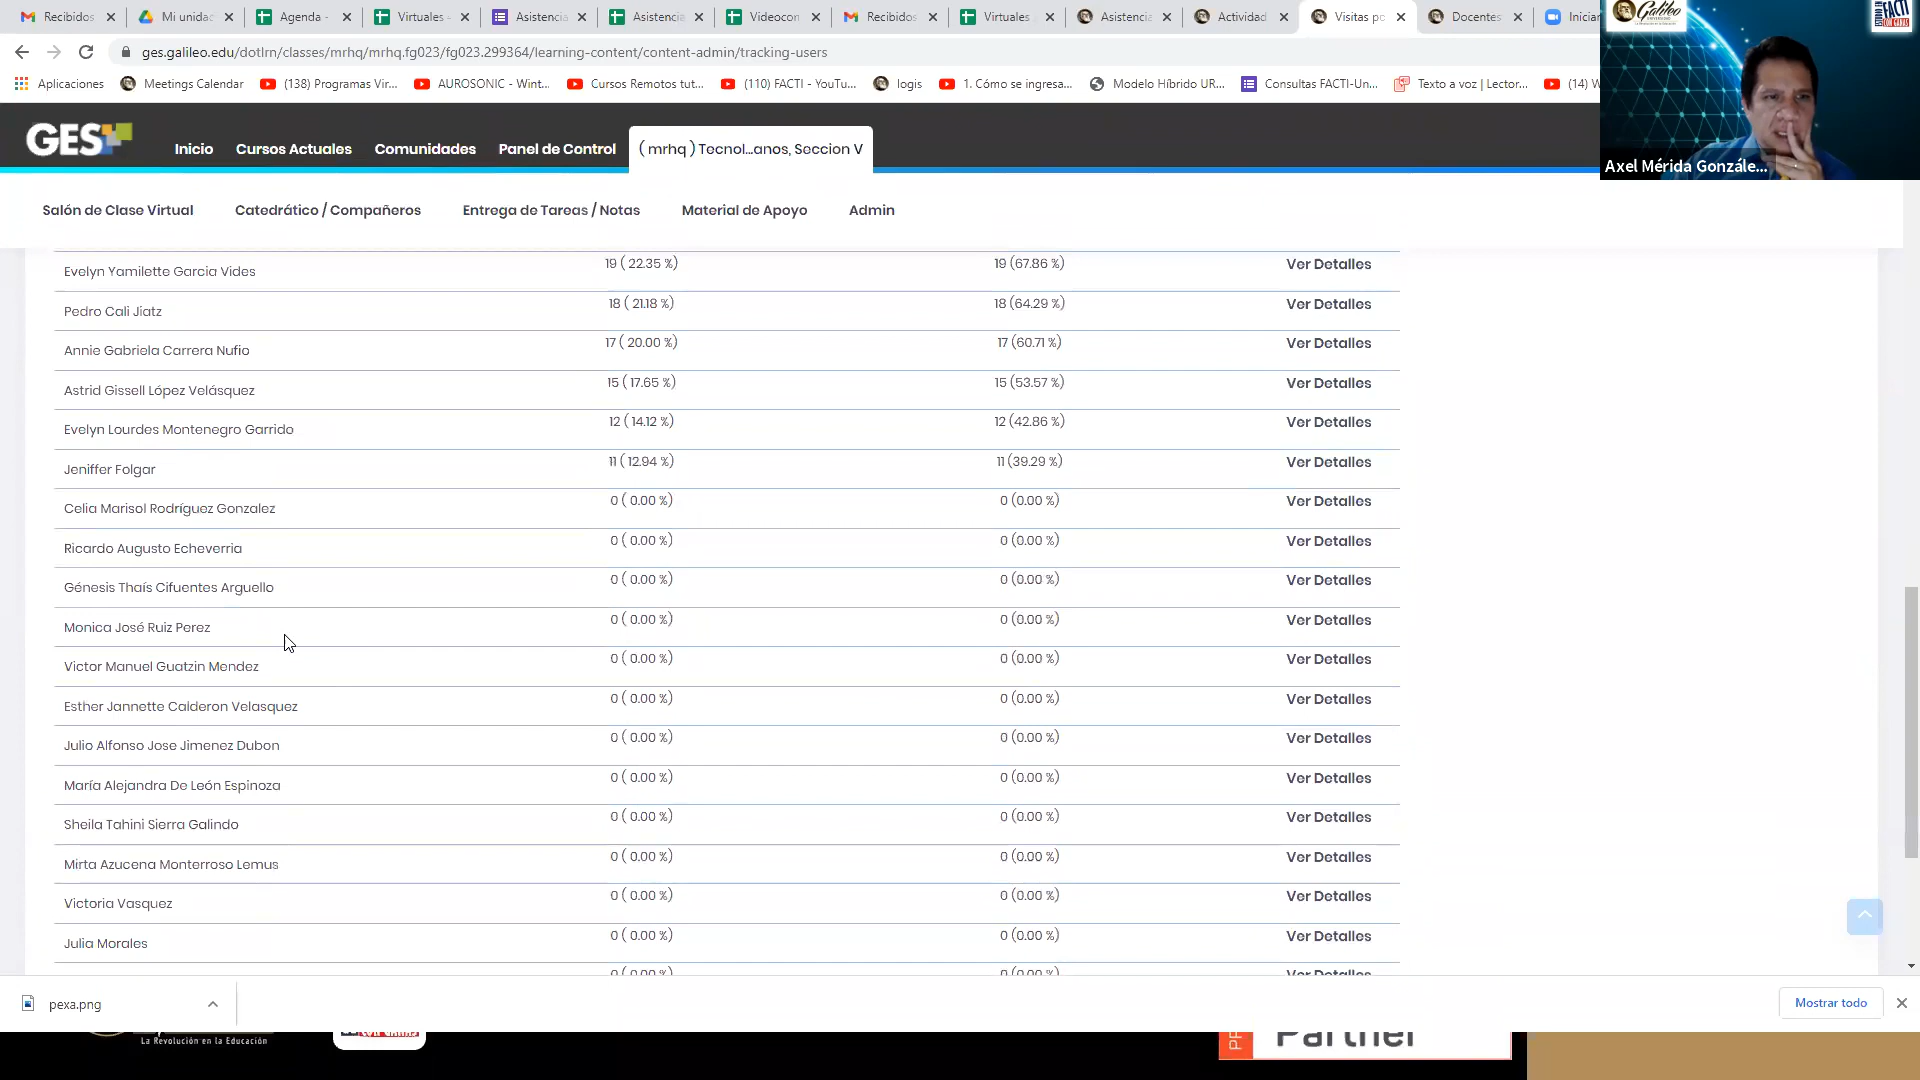 Recibidos
Mi unida
Agenda -
Virtuales -
Asistencia
Asistencia
Videocon
Recibidos
Virtuales
Asistencia
Actividad
Visitas po
Docentes
Iniciar
ges.galileo.edu/dotlrn/classes/mrhq/mrhq.fg023/fg023.299364/learning-content/content-admin/tracking-users
Aplicaciones
Meetings Calendar
(138) Programas Vir...
AUROSONIC - Wint...
Cursos Remotos tut...
(110) FACTI - YouTu...
logis
1. Cómo se ingresa...
Modelo Híbrido UR...
Consultas FACTI-Un...
Texto a voz | Lector...
(14) W
Galileo
FACTI
Axel Mérida Gonzále...
GES
Inicio
Cursos Actuales
Comunidades
Panel de Control
( mrhq ) Tecnol...anos, Seccion V
Salón de Clase Virtual
Catedrático / Compañeros
Entrega de Tareas / Notas
Material de Apoyo
Admin
Evelyn Yamilette Garcia Vides 19 ( 22.35 %) 19 (67.86 %) Ver Detalles
Pedro Cali Jiatz 18 ( 21.18 %) 18 (64.29 %) Ver Detalles
Annie Gabriela Carrera Nufio 17 ( 20.00 %) 17 (60.71 %) Ver Detalles
Astrid Gissell López Velásquez 15 ( 17.65 %) 15 (53.57 %) Ver Detalles
Evelyn Lourdes Montenegro Garrido 12 ( 14.12 %) 12 (42.86 %) Ver Detalles
Jeniffer Folgar 11 ( 12.94 %) 11 (39.29 %) Ver Detalles
Celia Marisol Rodríguez Gonzalez 0 ( 0.00 %) 0 (0.00 %) Ver Detalles
Ricardo Augusto Echeverria 0 ( 0.00 %) 0 (0.00 %) Ver Detalles
Génesis Thaís Cifuentes Arguello 0 ( 0.00 %) 0 (0.00 %) Ver Detalles
Monica José Ruiz Perez 0 ( 0.00 %) 0 (0.00 %) Ver Detalles
Victor Manuel Guatzin Mendez 0 ( 0.00 %) 0 (0.00 %) Ver Detalles
Esther Jannette Calderon Velasquez 0 ( 0.00 %) 0 (0.00 %) Ver Detalles
Julio Alfonso Jose Jimenez Dubon 0 ( 0.00 %) 0 (0.00 %) Ver Detalles
María Alejandra De León Espinoza 0 ( 0.00 %) 0 (0.00 %) Ver Detalles
Sheila Tahini Sierra Galindo 0 ( 0.00 %) 0 (0.00 %) Ver Detalles
Mirta Azucena Monterroso Lemus 0 ( 0.00 %) 0 (0.00 %) Ver Detalles
Victoria Vasquez 0 ( 0.00 %) 0 (0.00 %) Ver Detalles
Julia Morales 0 ( 0.00 %) 0 (0.00 %) Ver Detalles
0 ( 0.00 %) 0 (0.00 %) Ver Detalles
pexa.png
Mostrar todo
La Revolución en la Educación
Partner